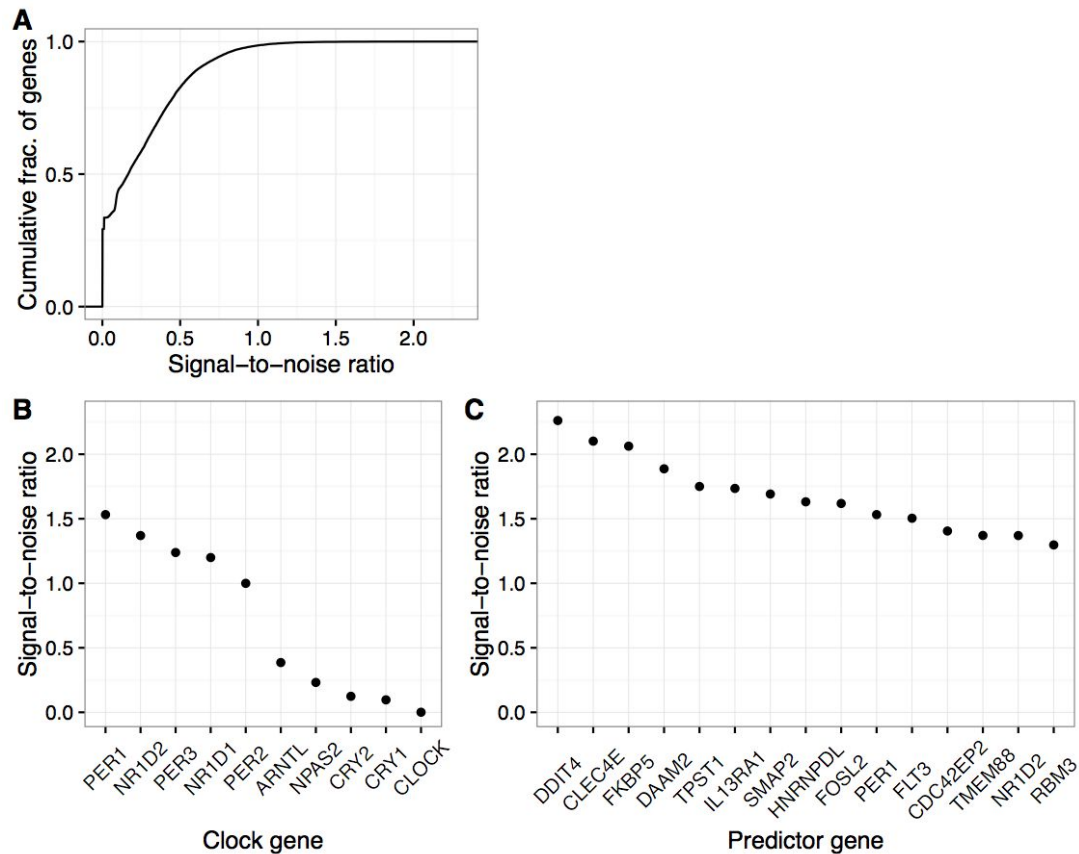 A
Cumulative frac. of genes
1.0
0.5
0.0
0.0 0.5 1.0 1.5 2.0
Signal−to−noise ratio
B
Signal−to−noise ratio
2.0
1.5
1.0
0.5
0.0
PER1 NR1D2 PER3 NR1D1 PER2 ARNTL NPAS2 CRY2 CRY1 CLOCK
Clock gene
C
Signal−to−noise ratio
2.0
1.5
1.0
0.5
0.0
DDIT4 CLEC4E FKBP5 DAAM2 TPST1 IL13RA1 SMAP2 HNRNPDL FOSL2 PER1 FLT3 CDC42EP2 TMEM88 NR1D2 RBM3
Predictor gene